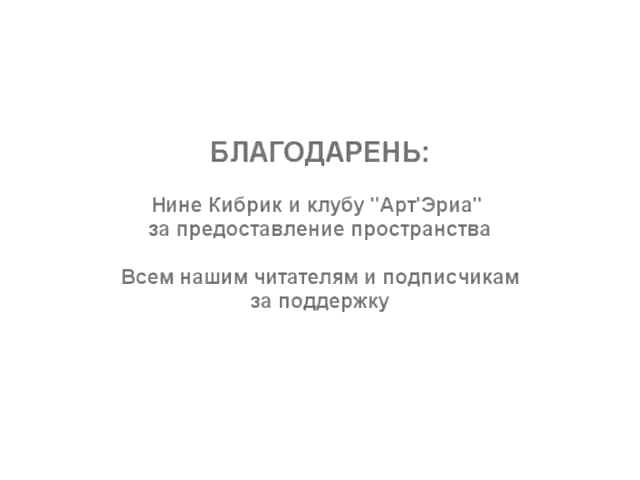 БЛАГОДАРЕНЬ:
Нине Кибрик и клубу "Арт'Эриа"
за предоставление пространства
Всем нашим читателям и подписчикам
за поддержку